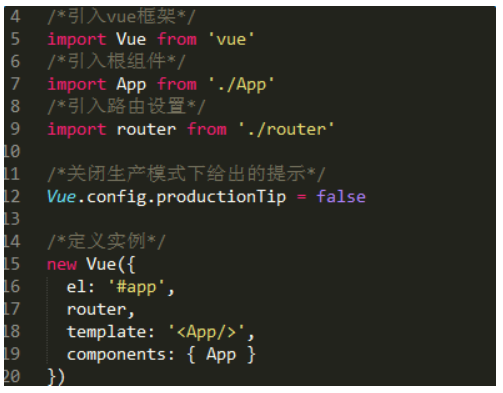 4 /*引入vue框架*/
5 import Vue from 'vue'
6 /*引入根组件*/
7 import App from './App'
8 /*引入路由设置*/
9 import router from './router'
10
11 /*关闭生产模式下给出的提示*/
12 Vue.config.productionTip = false
13
14 /*定义实例*/
15 new Vue({
16   el: '#app',
17   router,
18   template: '<App/>',
19   components: { App }
20 })